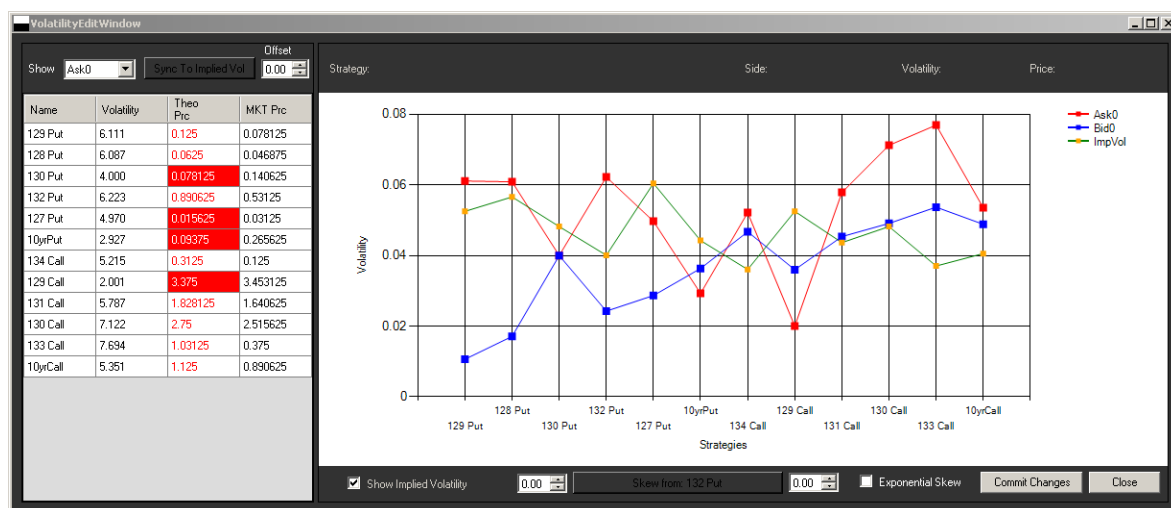 VolatilityEditWindow
Offset
Show Ask0 Sync To Implied Vol 0.00
Strategy: Side: Volatility: Price:
Name Volatility Theo Prc MKT Prc
129 Put 6.111 0.125 0.078125
128 Put 6.087 0.0625 0.046875
130 Put 4.000 0.078125 0.140625
132 Put 6.223 0.890625 0.53125
127 Put 4.970 0.015625 0.03125
10yrPut 2.927 0.09375 0.265625
134 Call 5.215 0.3125 0.125
129 Call 2.001 3.375 3.453125
131 Call 5.787 1.828125 1.640625
130 Call 7.122 2.75 2.515625
133 Call 7.694 1.03125 0.375
10yrCall 5.351 1.125 0.890625
0.08
0.06
0.04
0.02
0
Volatility
Ask0
Bid0
ImpVol
128 Put 132 Put 10yrPut 129 Call 130 Call 10yrCall
129 Put 130 Put 127 Put 134 Call 131 Call 133 Call
Strategies
Show Implied Volatility 0.00 Skew from: 132 Put 0.00 Exponential Skew Commit Changes Close